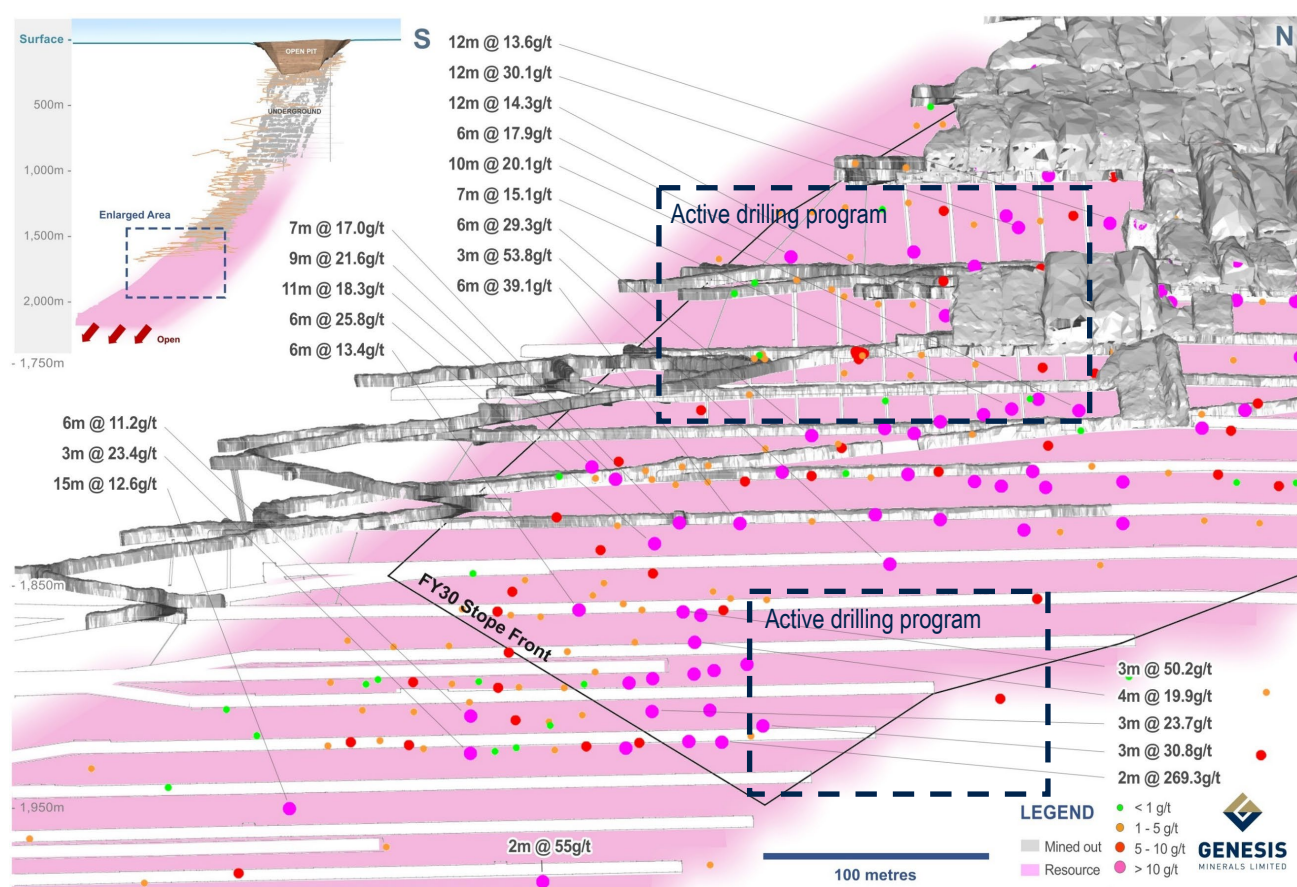 Surface
S
N
OPEN PIT
500m
UNDERGROUND
1,000m
Enlarged Area
1,500m
2,000m
Open
12m @ 13.6g/t
12m @ 30.1g/t
12m @ 14.3g/t
6m @ 17.9g/t
10m @ 20.1g/t
7m @ 15.1g/t
6m @ 29.3g/t
3m @ 53.8g/t
6m @ 39.1g/t
7m @ 17.0g/t
9m @ 21.6g/t
11m @ 18.3g/t
6m @ 25.8g/t
6m @ 13.4g/t
6m @ 11.2g/t
3m @ 23.4g/t
15m @ 12.6g/t
Active drilling program
- 1,750m
- 1,850m
FY30 Stope Front
Active drilling program
3m @ 50.2g/t
4m @ 19.9g/t
3m @ 23.7g/t
3m @ 30.8g/t
2m @ 269.3g/t
- 1,950m
2m @ 55g/t
100 metres
LEGEND
Mined out
Resource
< 1 g/t
1 - 5 g/t
5 - 10 g/t
> 10 g/t
GENESIS
MINERALS LIMITED